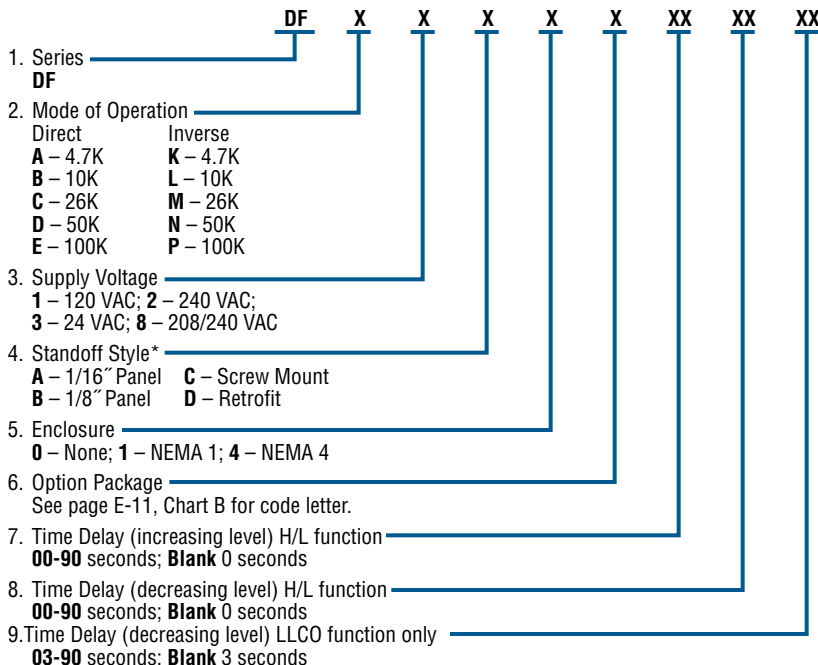 DF X X X X X XX XX XX
1. Series
DF
2. Mode of Operation
Direct Inverse
A – 4.7K K – 4.7K
B – 10K L – 10K
C – 26K M – 26K
D – 50K N – 50K
E – 100K P – 100K
3. Supply Voltage
1 – 120 VAC; 2 – 240 VAC;
3 – 24 VAC; 8 – 208/240 VAC
4. Standoff Style*
A – 1/16˝ Panel C – Screw Mount
B – 1/8˝ Panel D – Retrofit
5. Enclosure
0 – None; 1 – NEMA 1; 4 – NEMA 4
6. Option Package
See page E-11, Chart B for code letter.
7. Time Delay (increasing level) H/L function
00-90 seconds; Blank 0 seconds
8. Time Delay (decreasing level) H/L function
00-90 seconds; Blank 0 seconds
9.Time Delay (decreasing level) LLCO function only
03-90 seconds; Blank 3 seconds